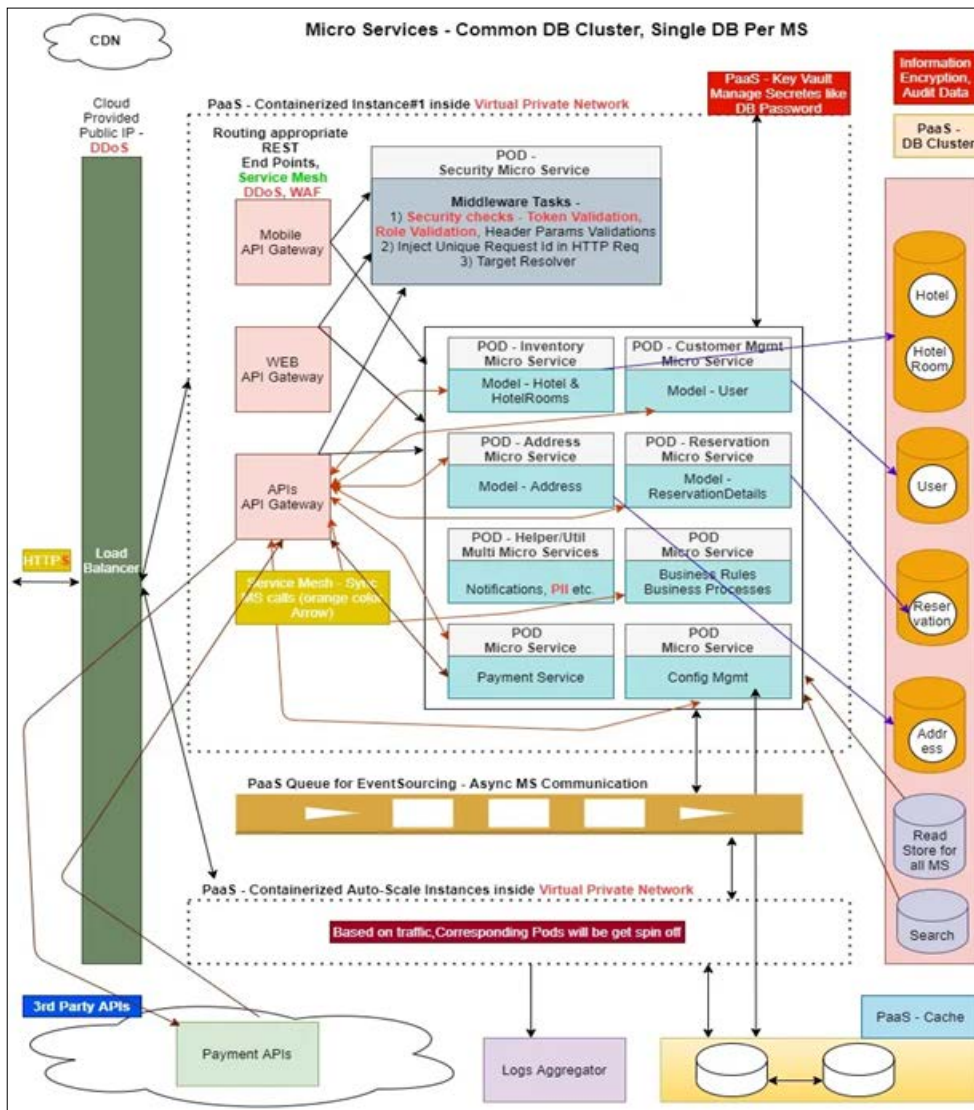 CDN
Micro Services - Common DB Cluster, Single DB Per MS
Information
Encryption,
Audit Data
PaaS - Key Vault
Manage Secretes like
DB Password
Cloud
Provided
Public IP -
DDoS
PaaS - Containerized Instance#1 inside Virtual Private Network
PaaS -
DB Cluster
Routing appropriate
REST
End Points,
Service Mesh
DDoS, WAF
POD -
Security Micro Service
Middleware Tasks -
1) Security checks - Token Validation,
Role Validation, Header Params Validations
2) Inject Unique Request Id in HTTP Req
3) Target Resolver
Mobile
API Gateway
WEB
API Gateway
APIs
API Gateway
POD - Inventory
Micro Service
Model - Hotel &
HotelRooms
POD - Customer Mgmt
Micro Service
Model - User
POD - Address
Micro Service
Model - Address
POD - Reservation
Micro Service
Model -
ReservationDetails
POD - Helper/Util
Multi Micro Services
Notifications, PII etc.
POD
Micro Service
Business Rules
Business Processes
POD
Micro Service
Payment Service
POD
Micro Service
Config Mgmt
Hotel
Hotel
Room
User
Reser
vation
Addr
ess
Read
Store for
all MS
Search
HTTPS
Load
Balancer
Service Mesh - Sync
MS calls (orange color
Arrow)
PaaS Queue for EventSourcing - Async MS Communication
PaaS - Containerized Auto-Scale Instances inside Virtual Private Network
Based on traffic,Corresponding Pods will be get spin off
3rd Party APIs
Payment APIs
Logs Aggregator
PaaS - Cache